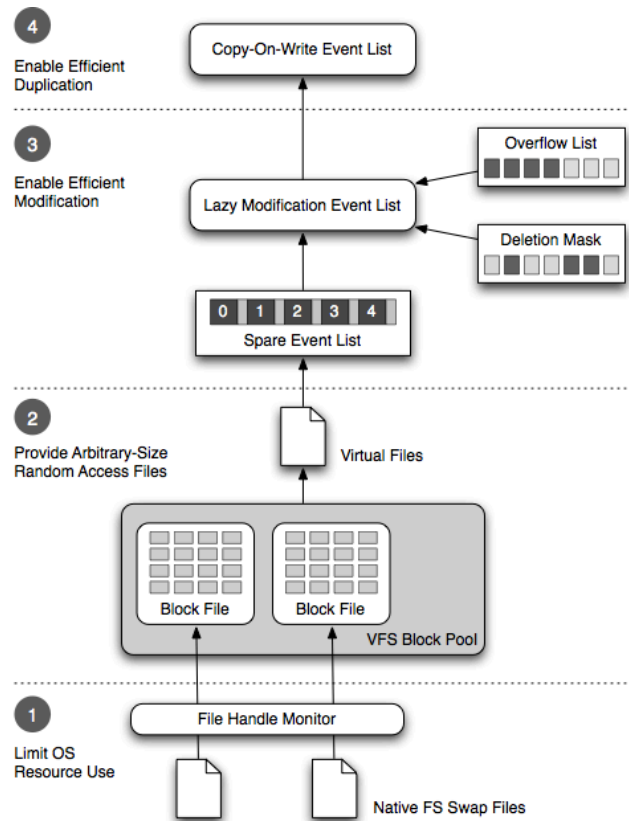 4
Enable Efficient
Duplication
Copy-On-Write Event List
3
Enable Efficient
Modification
Overflow List
Lazy Modification Event List
Deletion Mask
0 1 2 3 4
Spare Event List
2
Provide Arbitrary-Size
Random Access Files
Virtual Files
Block File
Block File
VFS Block Pool
1
Limit OS
Resource Use
File Handle Monitor
Native FS Swap Files